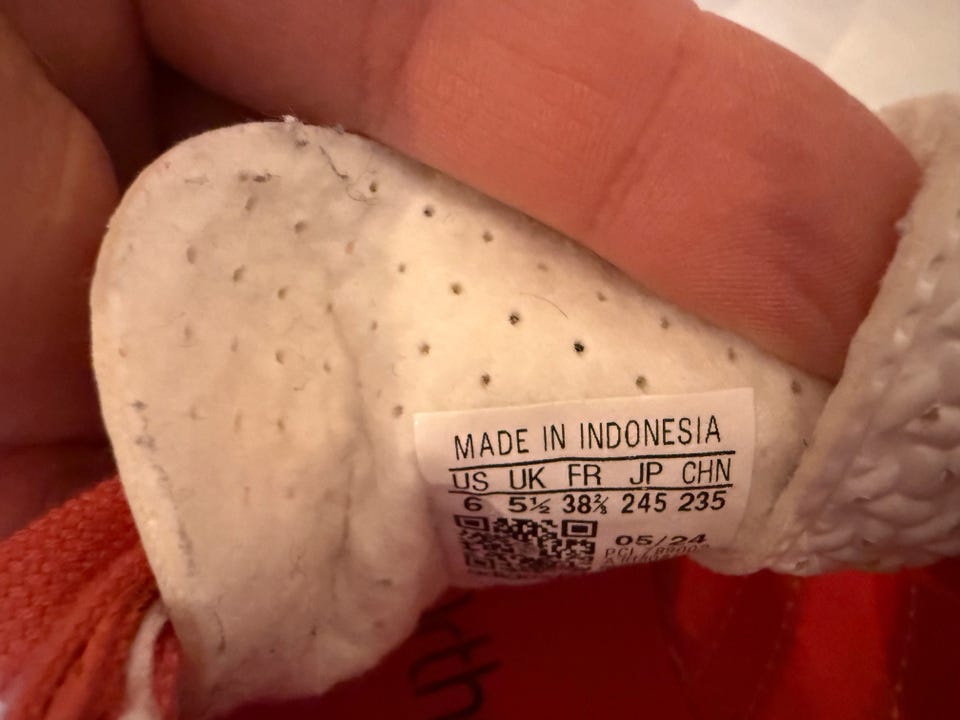 MADE IN INDONESIA
US UK FR JP CHN
6 5½ 38⅔ 245 235
05/24